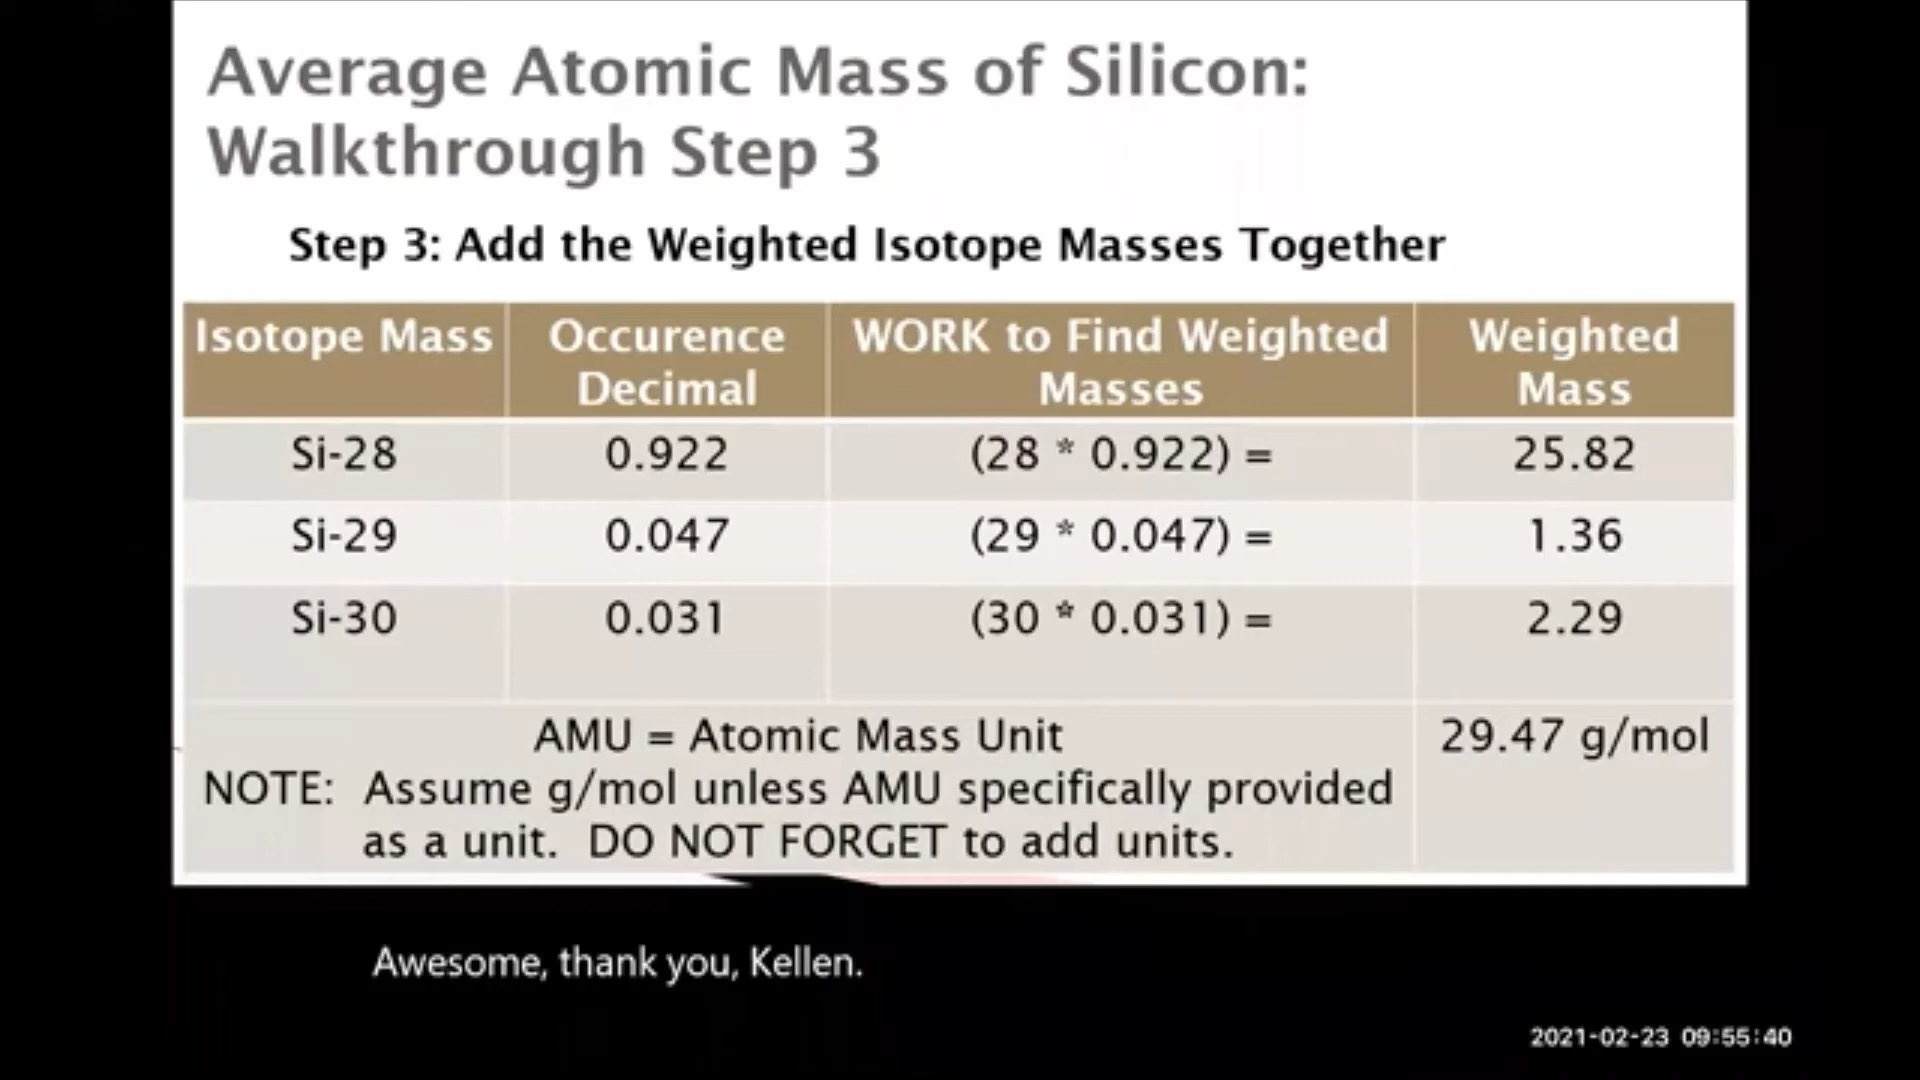 Average Atomic Mass of Silicon:
Walkthrough Step 3
Step 3: Add the Weighted Isotope Masses Together
Isotope Mass Occurence Decimal WORK to Find Weighted Masses Weighted Mass
Si-28 0.922 (28 * 0.922) = 25.82
Si-29 0.047 (29 * 0.047) = 1.36
Si-30 0.031 (30 * 0.031) = 2.29
AMU = Atomic Mass Unit 29.47 g/mol
NOTE: Assume g/mol unless AMU specifically provided
as a unit. DO NOT FORGET to add units.
Awesome, thank you, Kellen.
2021-02-23 09:55:40